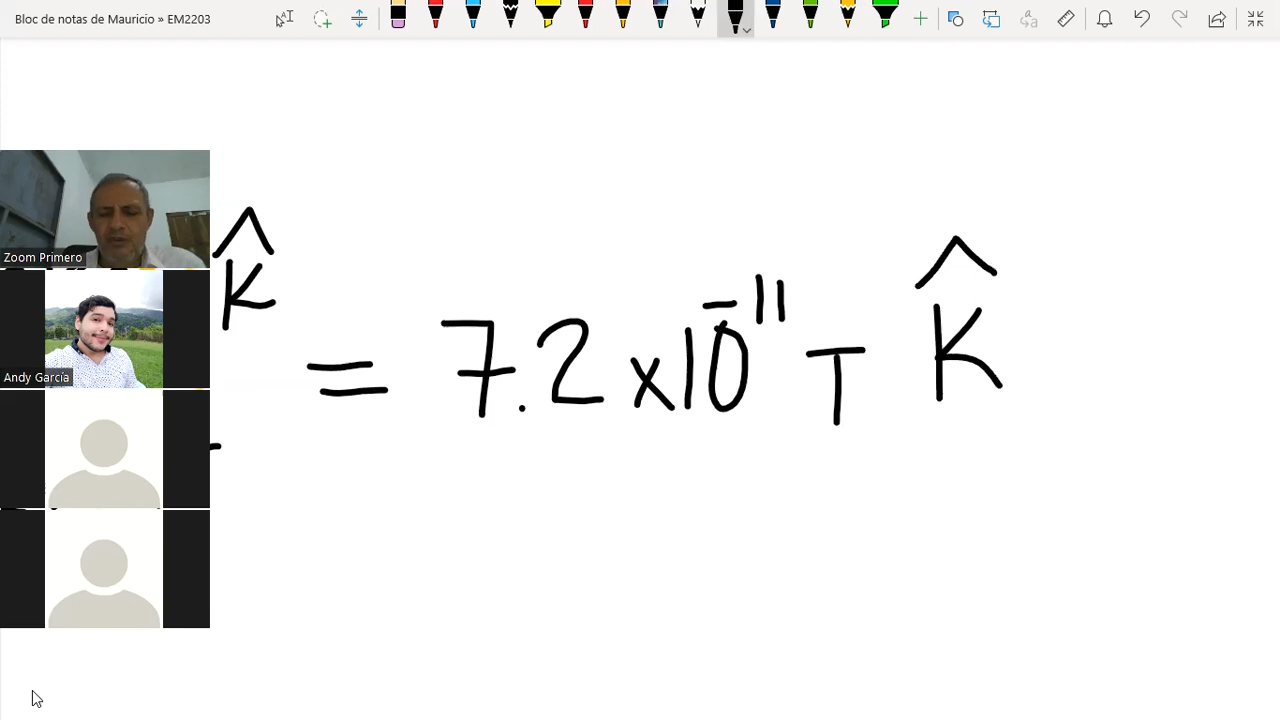 Bloc de notas de Mauricio » EM2203
Zoom Primero
Andy Garcia
k̂ = 7.2 x10⁻¹¹ T k̂